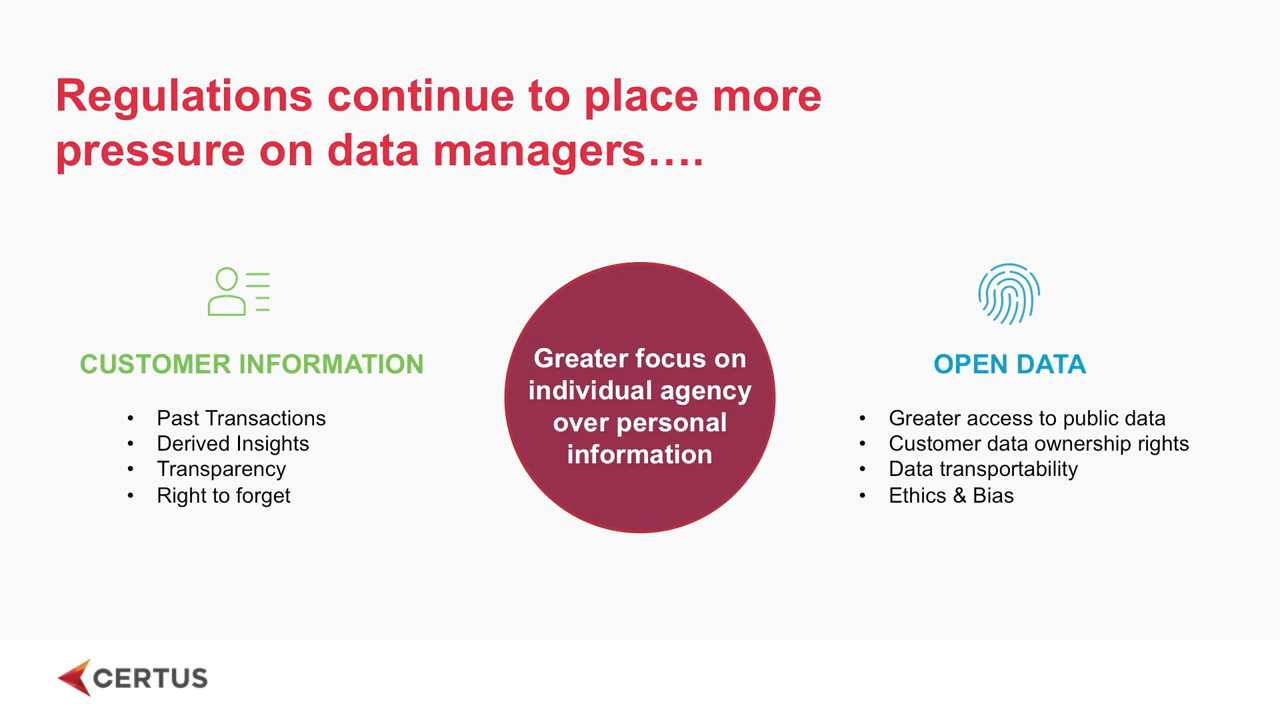 Regulations continue to place more
pressure on data managers….
CUSTOMER INFORMATION
• Past Transactions
• Derived Insights
• Transparency
• Right to forget
Greater focus on
individual agency
over personal
information
OPEN DATA
• Greater access to public data
• Customer data ownership rights
• Data transportability
• Ethics & Bias
CERTUS